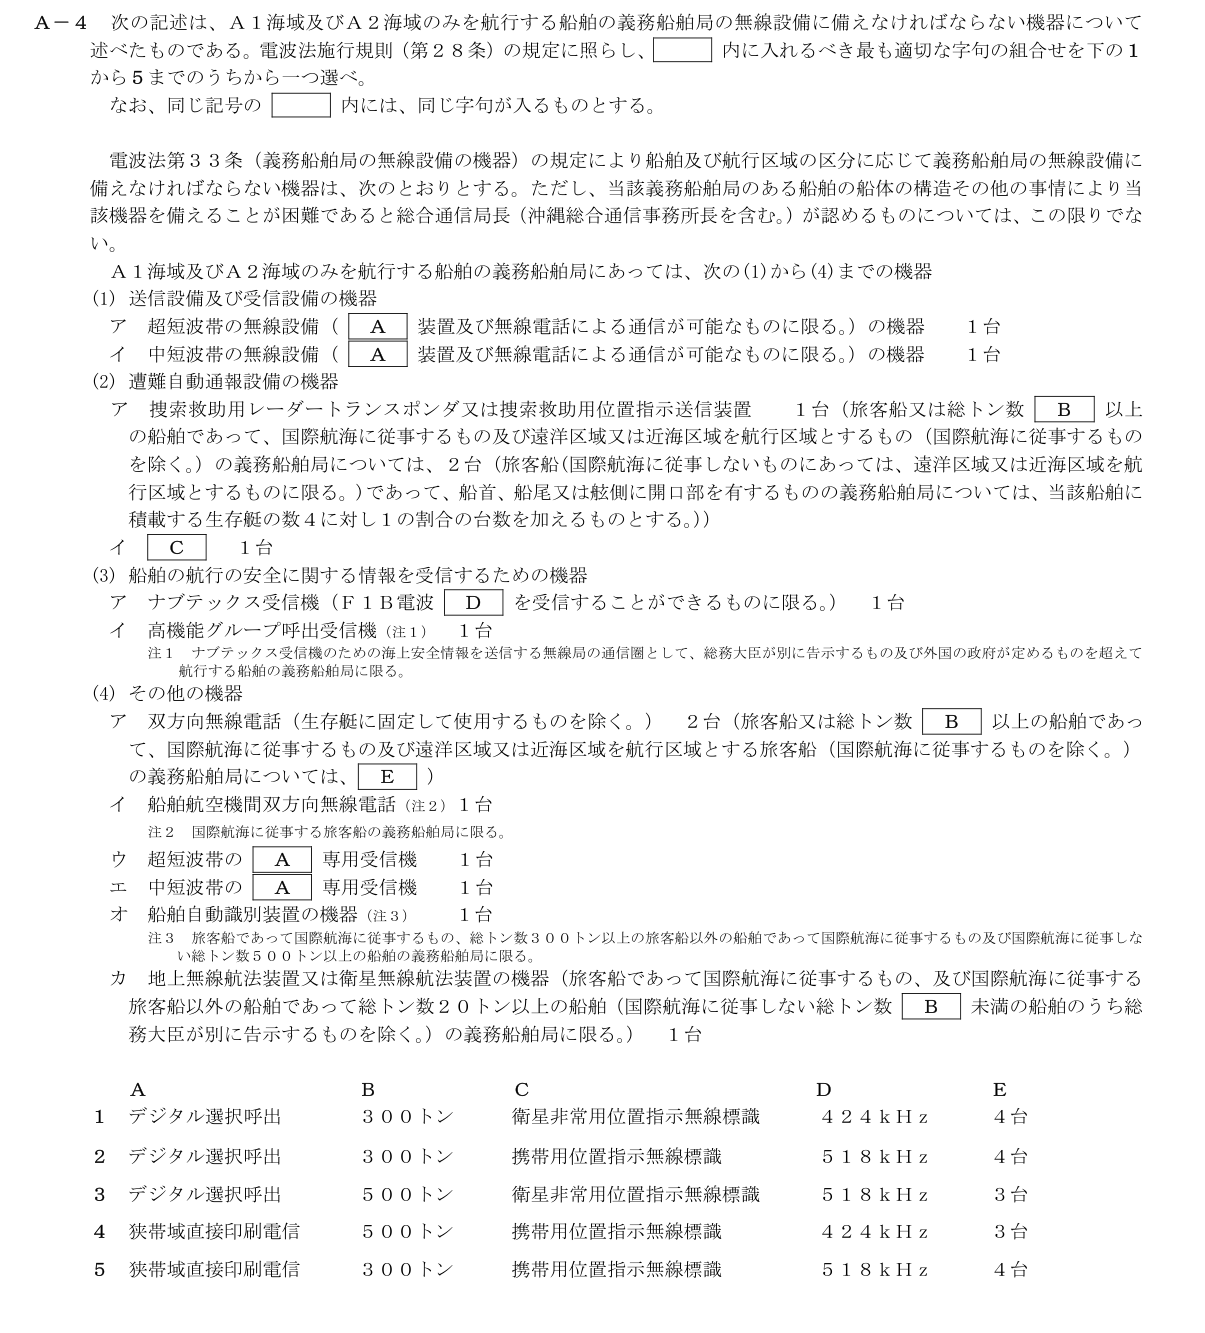 Ａ－４　次の記述は、Ａ１海域及びＡ２海域のみを航行する船舶の義務船舶局の無線設備に備えなければならない機器について
述べたものである。電波法施行規則（第２８条）の規定に照らし、　　　内に入れるべき最も適切な字句の組合せを下の１
から５までのうちから一つ選べ。
なお、同じ記号の　　　内には、同じ字句が入るものとする。
電波法第３３条（義務船舶局の無線設備の機器）の規定により船舶及び航行区域の区分に応じて義務船舶局の無線設備に
備えなければならない機器は、次のとおりとする。ただし、当該義務船舶局のある船舶の船体の構造その他の事情により当
該機器を備えることが困難であると総合通信局長（沖縄総合通信事務所長を含む。）が認めるものについては、この限りでな
い。
Ａ１海域及びＡ２海域のみを航行する船舶の義務船舶局にあっては、次の(1)から(4)までの機器
(1) 送信設備及び受信設備の機器
ア　超短波帯の無線設備（ A 装置及び無線電話による通信が可能なものに限る。）の機器　　１台
イ　中短波帯の無線設備（ A 装置及び無線電話による通信が可能なものに限る。）の機器　　１台
(2) 遭難自動通報設備の機器
ア　捜索救助用レーダートランスポンダ又は捜索救助用位置指示送信装置　　１台（旅客船又は総トン数 B 以上
の船舶であって、国際航海に従事するもの及び遠洋区域又は近海区域を航行区域とするもの（国際航海に従事するもの
を除く。）の義務船舶局については、２台（旅客船(国際航海に従事しないものにあっては、遠洋区域又は近海区域を航
行区域とするものに限る。)であって、船首、船尾又は舷側に開口部を有するものの義務船舶局については、当該船舶に
積載する生存艇の数４に対し１の割合の台数を加えるものとする。))
イ　C　１台
(3) 船舶の航行の安全に関する情報を受信するための機器
ア　ナブテックス受信機（Ｆ１Ｂ電波 D を受信することができるものに限る。）　１台
イ　高機能グループ呼出受信機（注１）　１台
注１　ナブテックス受信機のための海上安全情報を送信する無線局の通信圏として、総務大臣が別に告示するもの及び外国の政府が定めるものを超えて
航行する船舶の義務船舶局に限る。
(4) その他の機器
ア　双方向無線電話（生存艇に固定して使用するものを除く。）　２台（旅客船又は総トン数 B 以上の船舶であっ
て、国際航海に従事するもの及び遠洋区域又は近海区域を航行区域とする旅客船（国際航海に従事するものを除く。）
の義務船舶局については、 E ）
イ　船舶航空機間双方向無線電話（注２）１台
注２　国際航海に従事する旅客船の義務船舶局に限る。
ウ　超短波帯の A 専用受信機　　１台
エ　中短波帯の A 専用受信機　　１台
オ　船舶自動識別装置の機器（注３）　　１台
注３　旅客船であって国際航海に従事するもの、総トン数３００トン以上の旅客船以外の船舶であって国際航海に従事するもの及び国際航海に従事しな
い総トン数５００トン以上の船舶の義務船舶局に限る。
カ　地上無線航法装置又は衛星無線航法装置の機器（旅客船であって国際航海に従事するもの、及び国際航海に従事する
旅客船以外の船舶であって総トン数２０トン以上の船舶（国際航海に従事しない総トン数 B 未満の船舶のうち総
務大臣が別に告示するものを除く。）の義務船舶局に限る。）　１台
A　B　C　D　E
1　デジタル選択呼出　３００トン　衛星非常用位置指示無線標識　４２４ｋＨｚ　４台
2　デジタル選択呼出　３００トン　携帯用位置指示無線標識　５１８ｋＨｚ　４台
3　デジタル選択呼出　５００トン　衛星非常用位置指示無線標識　５１８ｋＨｚ　３台
4　狭帯域直接印刷電信　５００トン　携帯用位置指示無線標識　４２４ｋＨｚ　３台
5　狭帯域直接印刷電信　３００トン　携帯用位置指示無線標識　５１８ｋＨｚ　４台